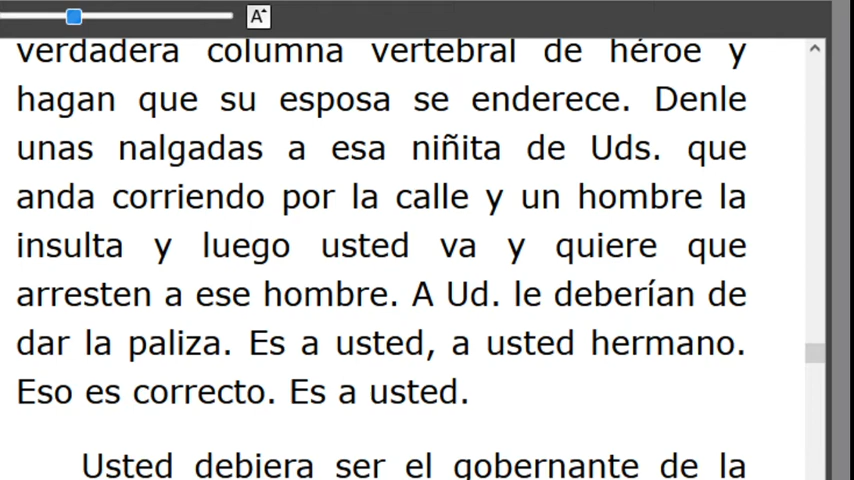 A
verdadera columna vertebral de héroe y
hagan que su esposa se enderece. Denle
unas nalgadas a esa niñita de Uds. que
anda corriendo por la calle y un hombre la
insulta y luego usted va y quiere que
arresten a ese hombre. A Ud. le deberían de
dar la paliza. Es a usted, a usted hermano.
Eso es correcto. Es a usted.
Usted debiera ser el gobernante de la